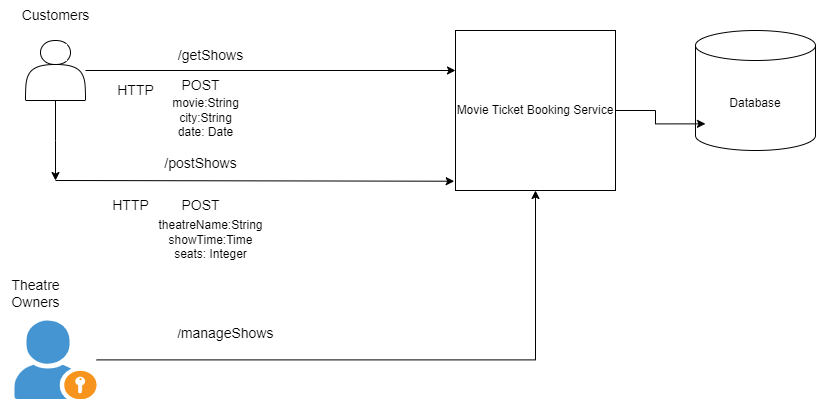 Customers
/getShows
HTTP POST
movie:String
city:String
date: Date
Movie Ticket Booking Service
Database
/postShows
HTTP POST
theatreName:String
showTime:Time
seats: Integer
Theatre
Owners
/manageShows